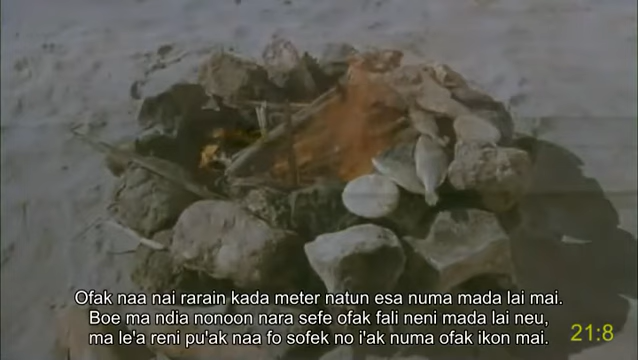 Ofak naa nai rarain kada meter natun esa numa mada lai mai.
Boe ma ndia nonoon nara sefe ofak fali neni mada lai neu,
ma le'a reni pu'ak naa fo sofek no i'ak numa ofak ikon mai.
21:8